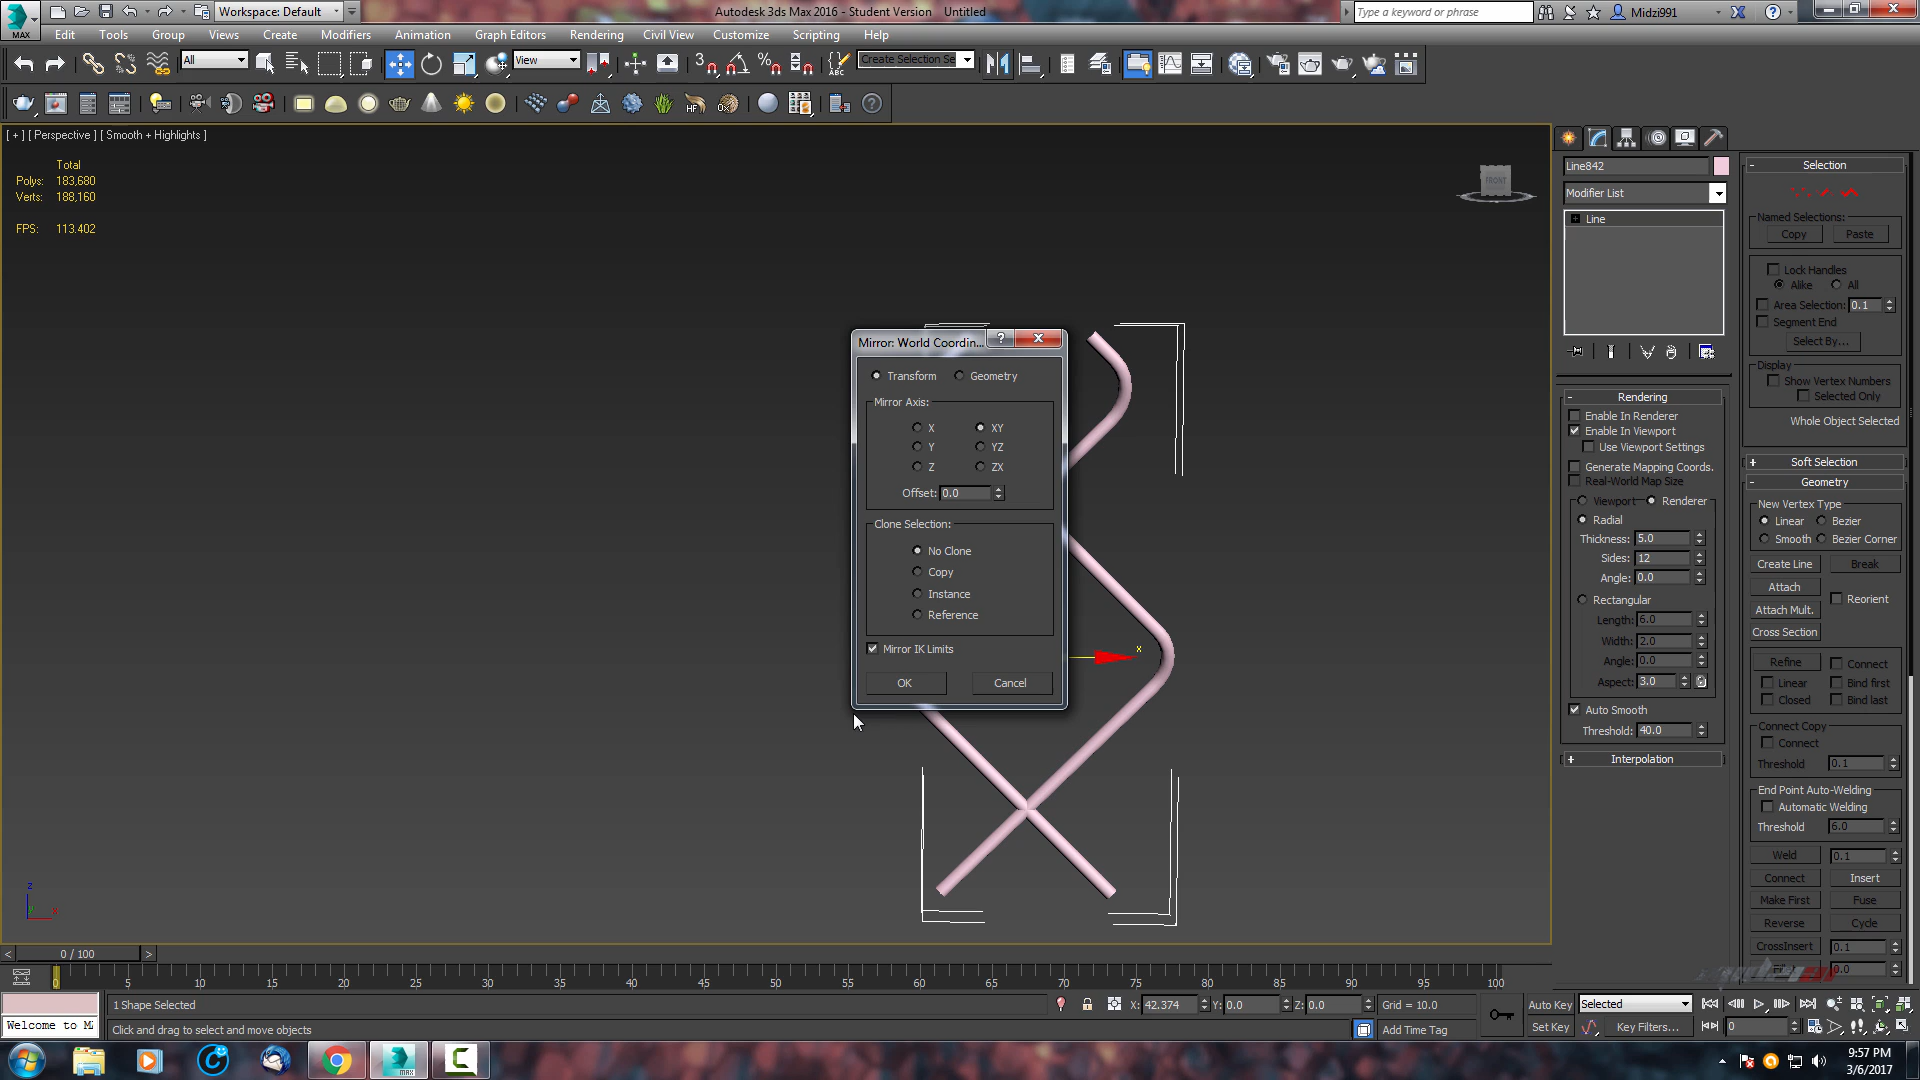 Workspace: Default
Autodesk 3ds Max 2016 - Student Version Untitled
Type a keyword or phrase
Midzi991
MAX
Edit Tools Group Views Create Modifiers Animation Graph Editors Rendering Civil View Customize Scripting Help
All
View
3
ABC
Create Selection Se
HF
[ + ] [ Perspective ] [ Smooth + Highlights ]
Total
Polys: 183,680
Verts: 188,160
FPS: 113.402
FRONT
Mirror: World Coordin...
?
Transform Geometry
Mirror Axis:
X XY
Y YZ
Z ZX
Offset: 0.0
Clone Selection:
No Clone
Copy
Instance
Reference
Mirror IK Limits
OK Cancel
x
z
x
Line842
Modifier List
Line
- Rendering
Enable In Renderer
Enable In Viewport
Use Viewport Settings
Generate Mapping Coords.
Real-World Map Size
Viewport Renderer
Radial
Thickness: 5.0
Sides: 12
Angle: 0.0
Rectangular
Length: 6.0
Width: 2.0
Angle: 0.0
Aspect: 3.0
Auto Smooth
Threshold: 40.0
+ Interpolation
- Selection
Named Selections:
Copy Paste
Lock Handles
Alike All
Area Selection: 0.1
Segment End
Select By...
Display
Show Vertex Numbers
Selected Only
Whole Object Selected
+ Soft Selection
- Geometry
New Vertex Type
Linear Bezier
Smooth Bezier Corner
Create Line Break
Attach
Reorient
Attach Mult.
Cross Section
Refine Connect
Linear Bind first
Closed Bind last
Connect Copy
Connect
Threshold 0.1
End Point Auto-Welding
Automatic Welding
Threshold 6.0
Weld 0.1
Connect Insert
Make First Fuse
Reverse Cycle
CrossInsert 0.1
0.0
< 0 / 100 >
0 5 10 15 20 25 30 35 40 45 50 55 60 65 70 75 80 85 90 95 100
1 Shape Selected
X: 42.374 Y: 0.0 Z: 0.0 Grid = 10.0
Auto Key Selected
Welcome to M
Click and drag to select and move objects
Add Time Tag
Set Key Key Filters...
0
MAX
9:57 PM
3/6/2017